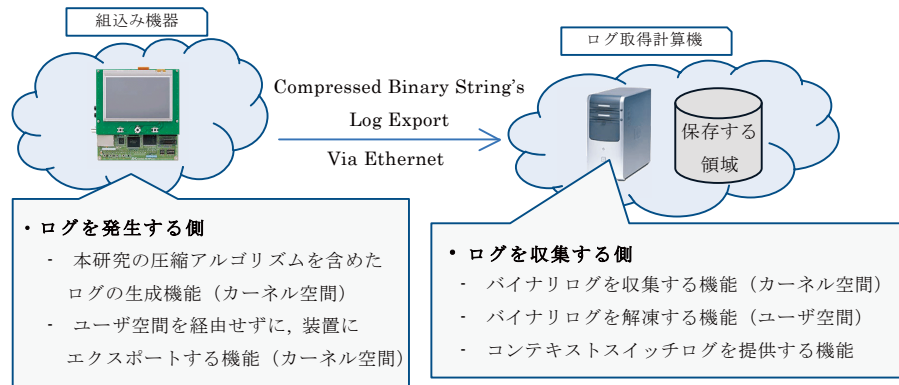 組込み機器
ログ取得計算機
Compressed Binary String's
Log Export
Via Ethernet
保存する
領域
・ログを発生する側
- 本研究の圧縮アルゴリズムを含めた
ログの生成機能（カーネル空間）
- ユーザ空間を経由せずに, 装置に
エクスポートする機能（カーネル空間）
• ログを収集する側
- バイナリログを収集する機能（カーネル空間）
- バイナリログを解凍する機能（ユーザ空間）
- コンテキストスイッチログを提供する機能